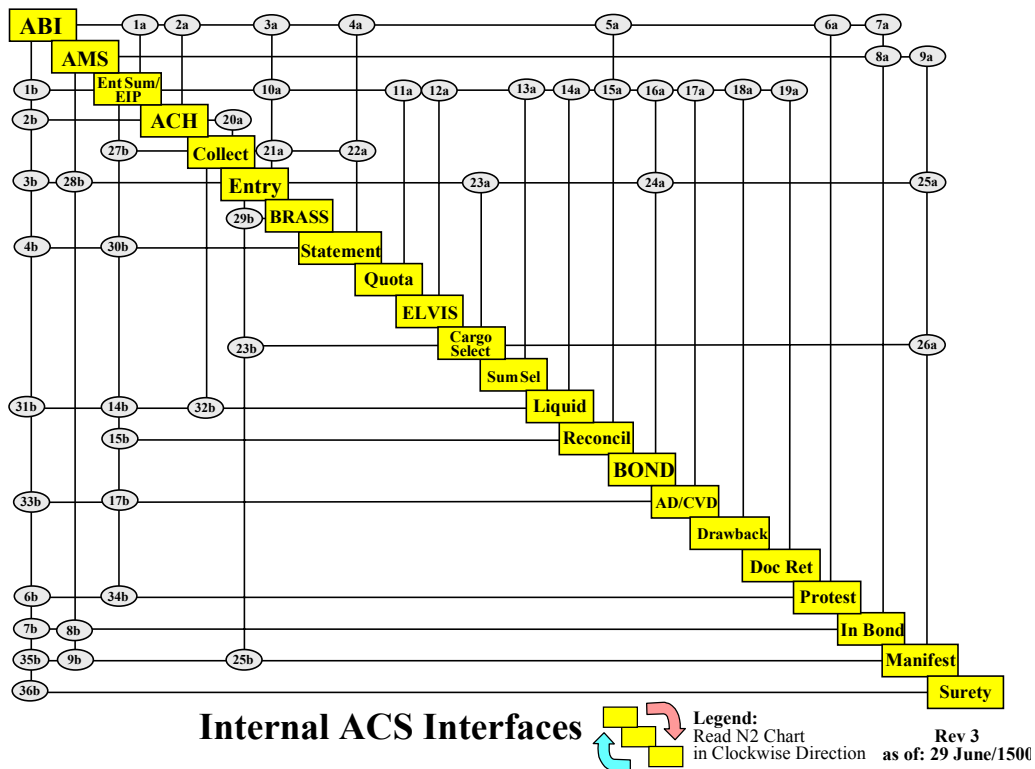 ABI 1a 2a 3a 4a 5a 6a 7a
AMS 8a 9a
1b Ent Sum/ EIP 10a 11a 12a 13a 14a 15a 16a 17a 18a 19a
2b ACH 20a
27b Collect 21a 22a
3b 28b Entry 23a 24a 25a
29b BRASS
4b 30b Statement
Quota
ELVIS
23b Cargo Select 26a
Sum Sel
31b 14b 32b Liquid
15b Reconcil
BOND
33b 17b AD/CVD
Drawback
Doc Ret
6b 34b Protest
7b 8b In Bond
35b 9b 25b Manifest
36b Surety
Internal ACS Interfaces
Legend:
Read N2 Chart
in Clockwise Direction
Rev 3
as of: 29 June/1500